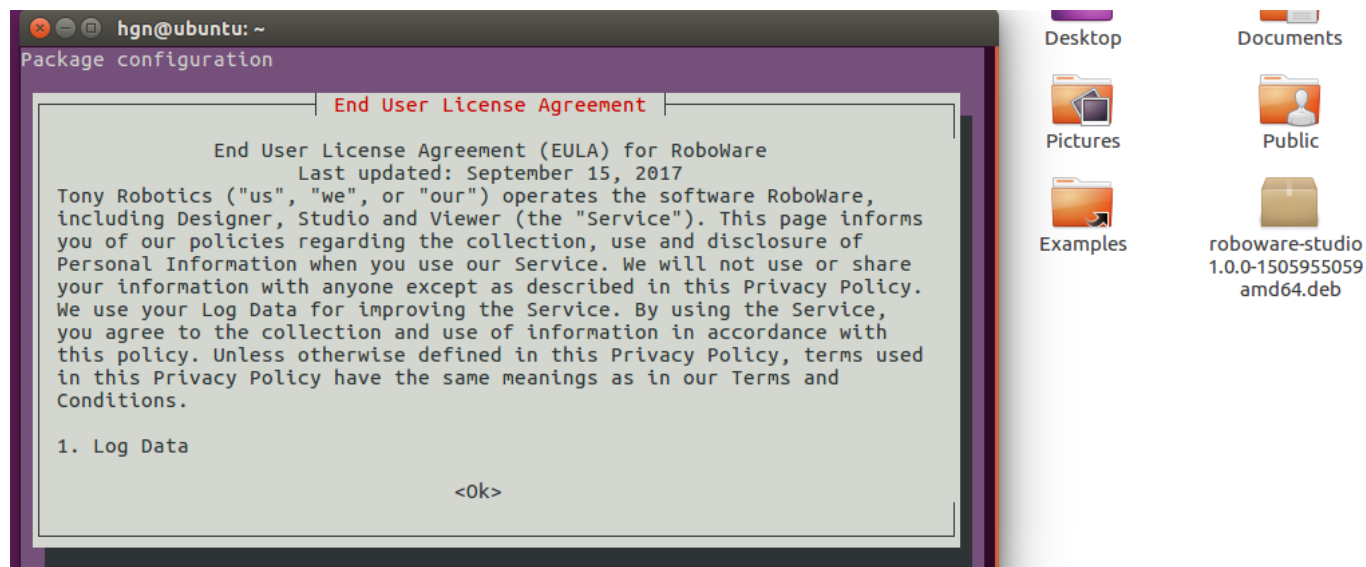 hgn@ubuntu: ~
Package configuration
End User License Agreement
End User License Agreement (EULA) for RoboWare
Last updated: September 15, 2017
Tony Robotics ("us", "we", or "our") operates the software RoboWare,
including Designer, Studio and Viewer (the "Service"). This page informs
you of our policies regarding the collection, use and disclosure of
Personal Information when you use our Service. We will not use or share
your information with anyone except as described in this Privacy Policy.
We use your Log Data for improving the Service. By using the Service,
you agree to the collection and use of information in accordance with
this policy. Unless otherwise defined in this Privacy Policy, terms used
in this Privacy Policy have the same meanings as in our Terms and
Conditions.
1. Log Data
<Ok>
Desktop
Documents
Pictures
Public
Examples
roboware-studio
1.0.0-1505955059
amd64.deb